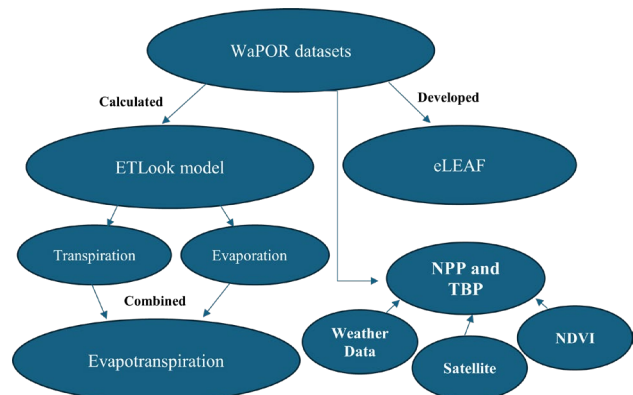 WaPOR datasets
Calculated
Developed
ETLook model
eLEAF
Transpiration
Evaporation
NPP and
TBP
Combined
Weather
Data
NDVI
Satellite
Evapotranspiration